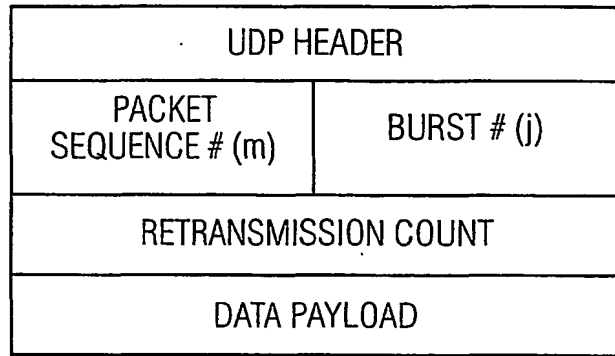 UDP HEADER
PACKET
SEQUENCE # (m)
BURST # (j)
RETRANSMISSION COUNT
DATA PAYLOAD